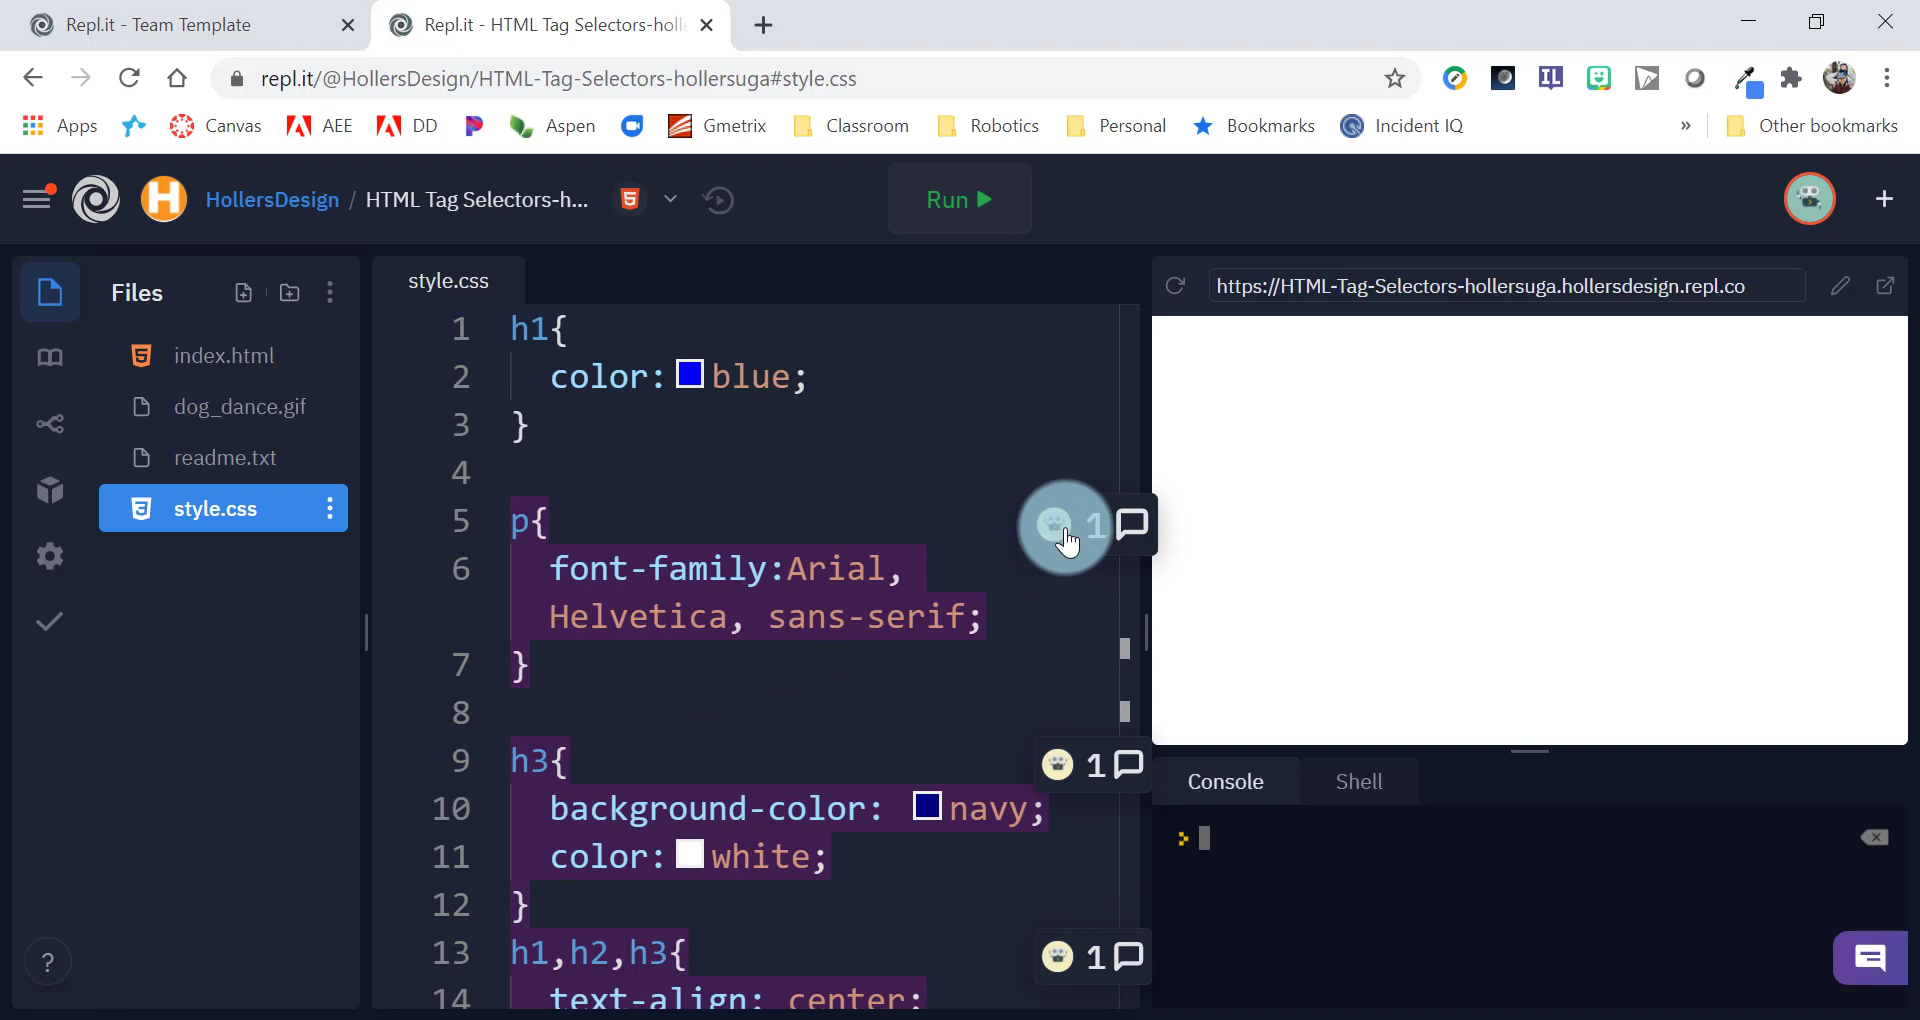 Repl.it - Team Template
Repl.it - HTML Tag Selectors-holl
repl.it/@HollersDesign/HTML-Tag-Selectors-hollersuga#style.css
IL
Apps
Canvas
AEE
DD
Aspen
Gmetrix
Classroom
Robotics
Personal
Bookmarks
Incident IQ
»
Other bookmarks
H
HollersDesign / HTML Tag Selectors-h...
5
Run
+
Files
style.css
https://HTML-Tag-Selectors-hollersuga.hollersdesign.repl.co
index.html
dog_dance.gif
readme.txt
style.css
1 h1{
2 color: blue;
3 }
4
5 p{
1
6 font-family:Arial,
Helvetica, sans-serif;
7 }
8
9 h3{
1
10 background-color: navy;
11 color: white;
12 }
13 h1,h2,h3{
1
14 text-align: center;
Console
Shell
?